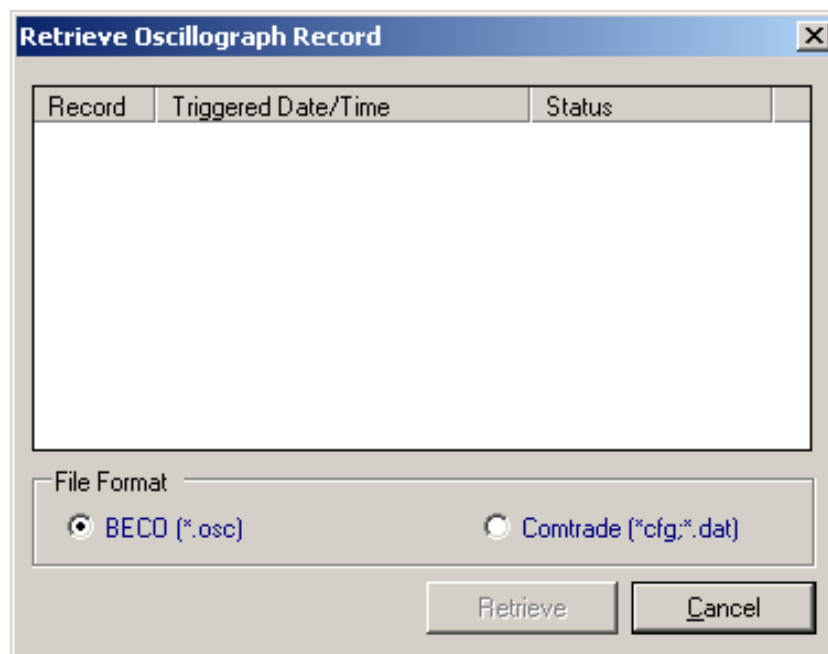 Retrieve Oscillograph Record
Record Triggered Date/Time Status
File Format
BECO (*.osc) Comtrade (*cfg;*.dat)
Retrieve Cancel